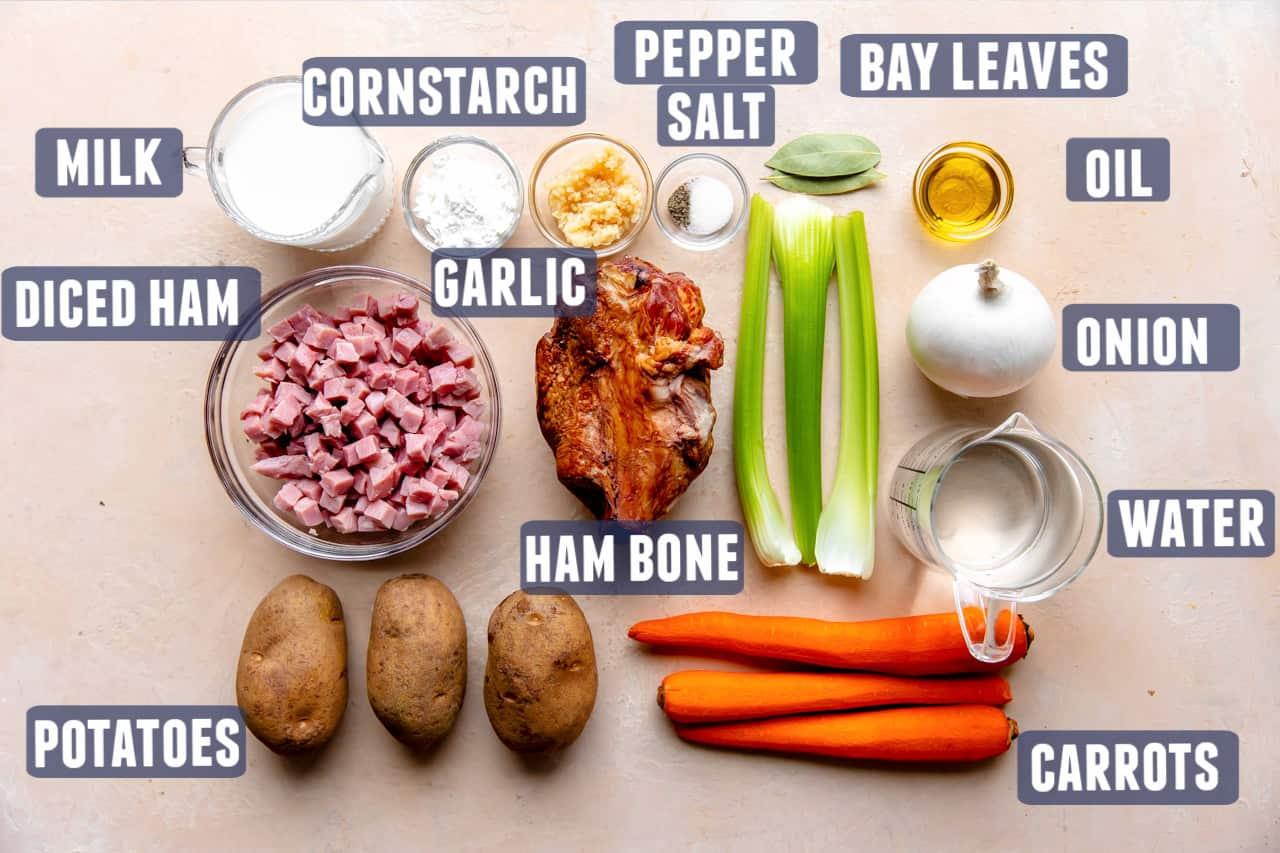 PEPPER
SALT
CORNSTARCH
BAY LEAVES
MILK
OIL
DICED HAM
GARLIC
ONION
HAM BONE
WATER
POTATOES
CARROTS